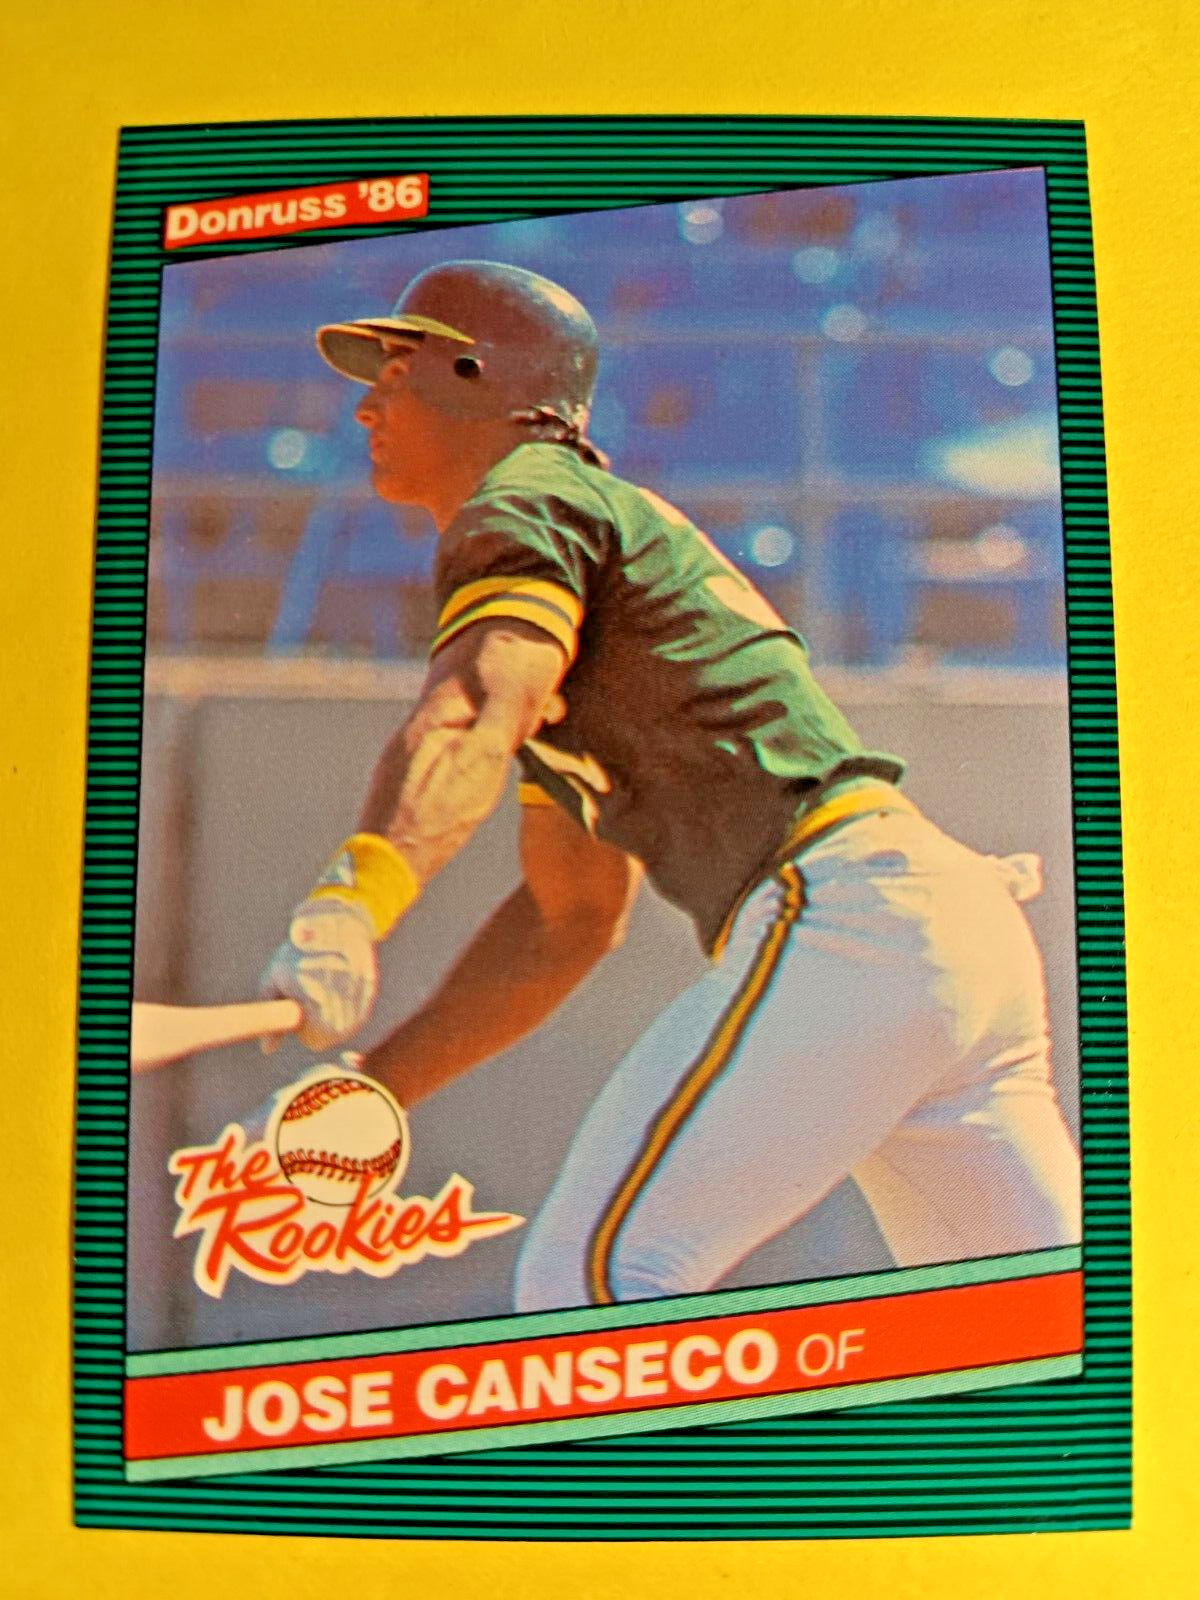 Donruss '86
The
Rookies
JOSE CANSECO OF